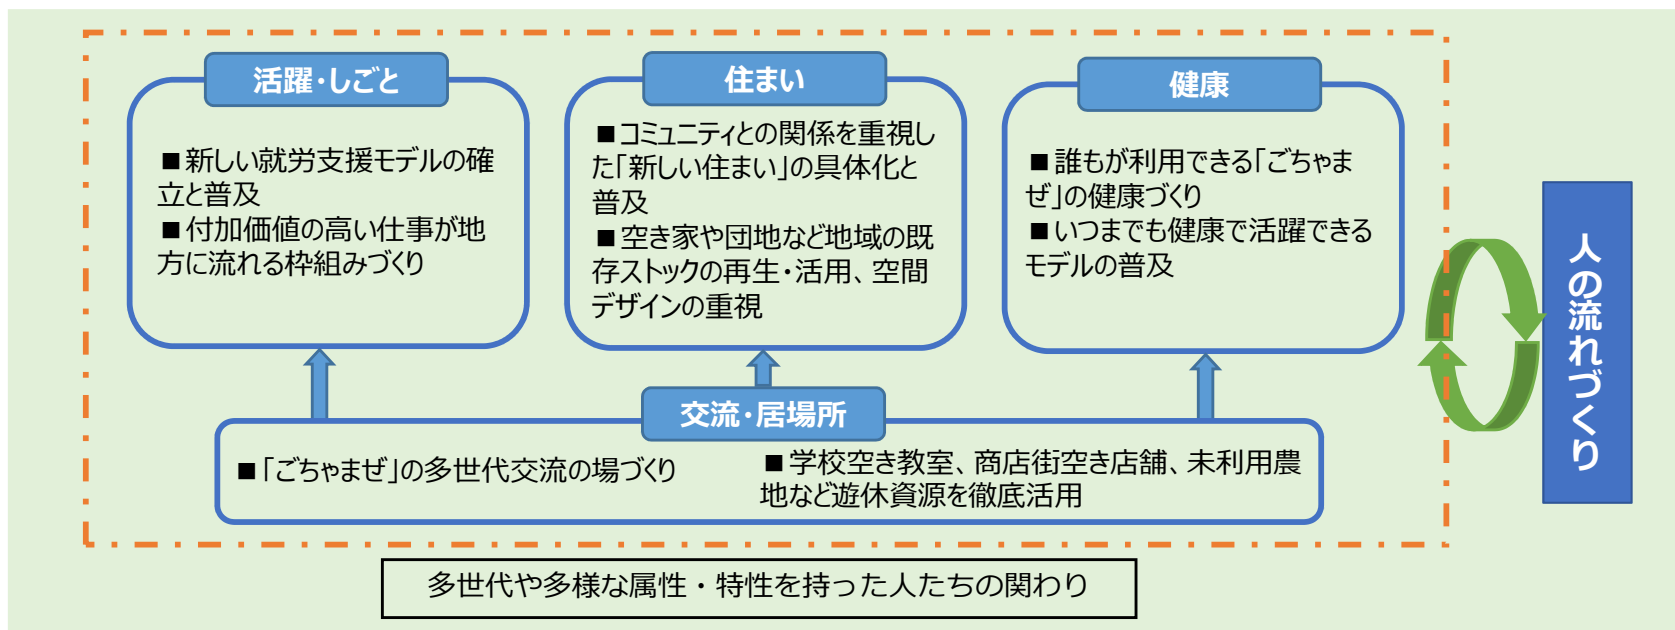 活躍・しごと
■新しい就労支援モデルの確
立と普及
■付加価値の高い仕事が地
方に流れる枠組みづくり
住まい
■コミュニティとの関係を重視し
た「新しい住まい」の具体化と
普及
■空き家や団地など地域の既
存ストックの再生・活用、空間
デザインの重視
健康
■誰もが利用できる「ごちゃま
ぜ」の健康づくり
■いつまでも健康で活躍できる
モデルの普及
交流・居場所
■「ごちゃまぜ」の多世代交流の場づくり
■学校空き教室、商店街空き店舗、未利用農
地など遊休資源を徹底活用
人の流れづくり
多世代や多様な属性・特性を持った人たちの関わり